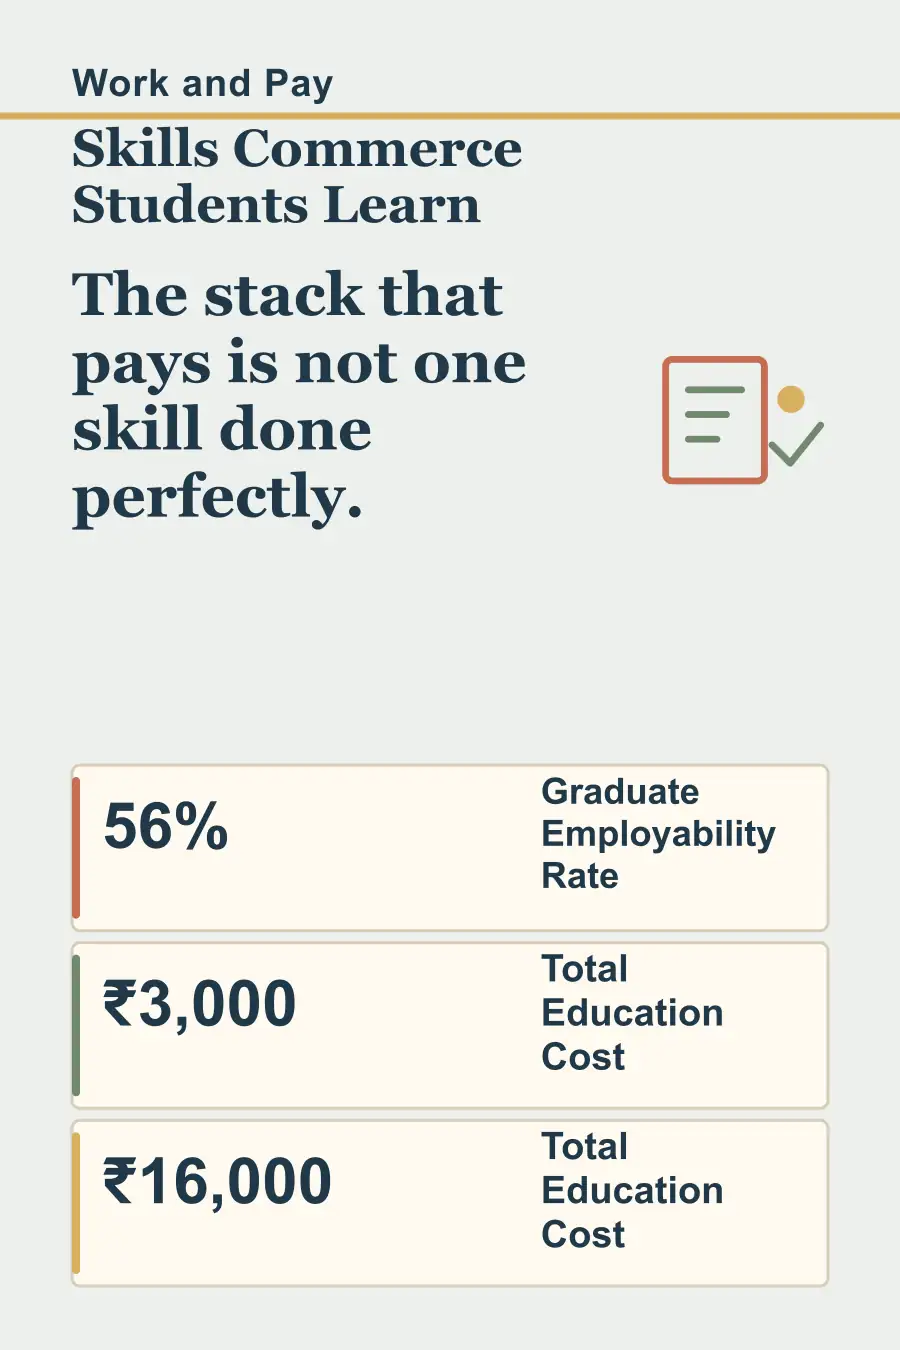 Work and Pay
Skills Commerce
Students Learn
The stack that
pays is not one
skill done
perfectly.
56%
Graduate
Employability
Rate
₹3,000
Total
Education
Cost
₹16,000
Total
Education
Cost